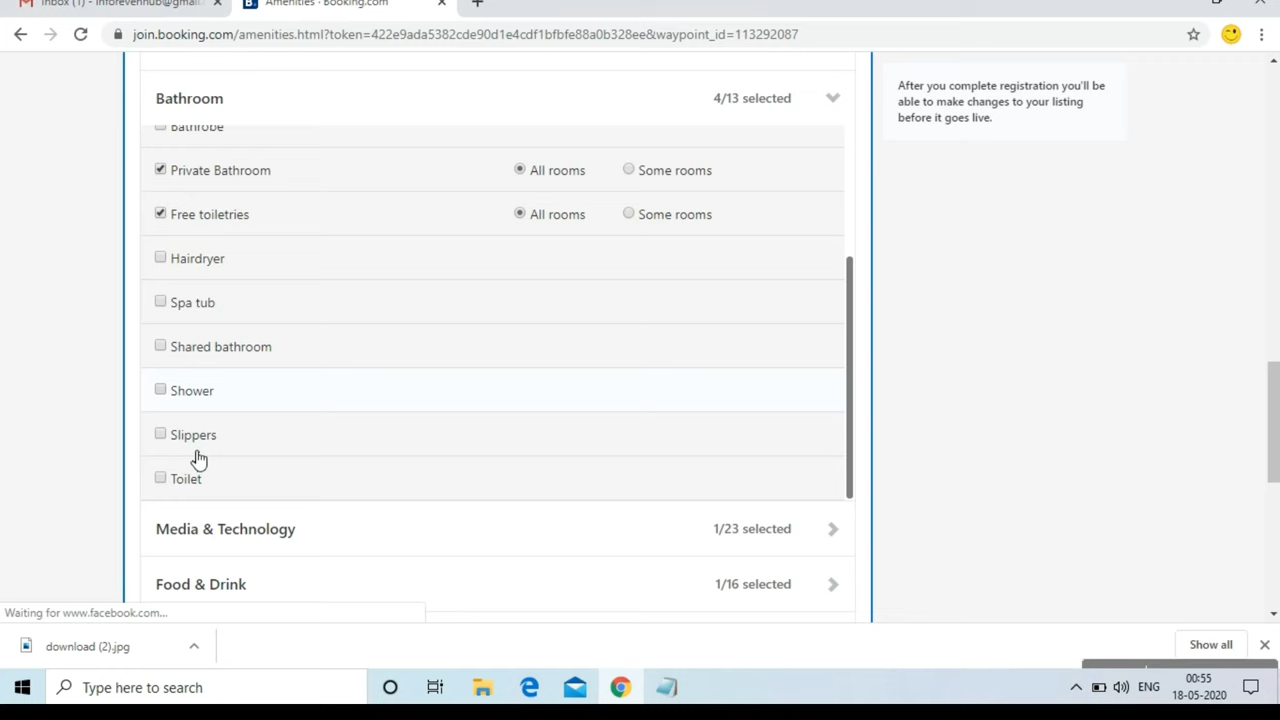 Inbox (1) - inforevenhub@gmail.
Amenities · Booking.com
join.booking.com/amenities.html?token=422e9ada5382cde90d1e4cdf1bfbfe88a0b328ee&waypoint_id=113292087
After you complete registration you'll be
able to make changes to your listing
before it goes live.
Bathroom 4/13 selected
Bathrobe
Private Bathroom All rooms Some rooms
Free toiletries All rooms Some rooms
Hairdryer
Spa tub
Shared bathroom
Shower
Slippers
Toilet
Media & Technology 1/23 selected
Food & Drink 1/16 selected
Waiting for www.facebook.com...
download (2).jpg Show all
Type here to search
ENG
00:55
18-05-2020